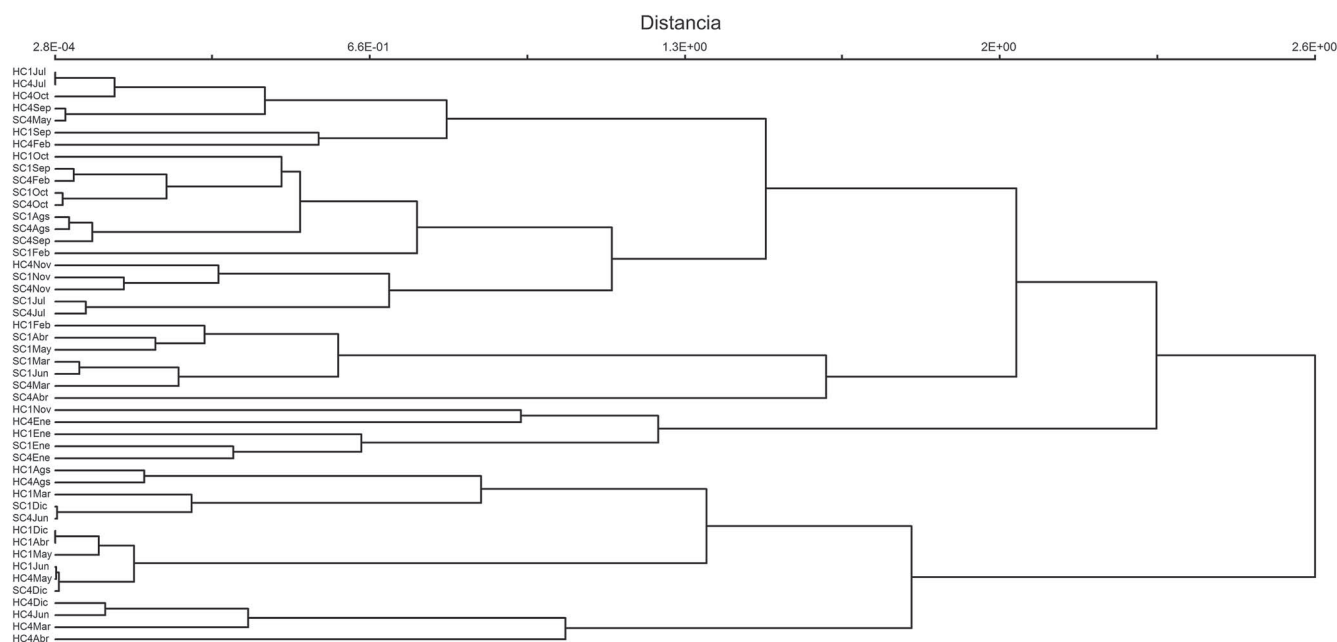 Distancia
2.8E-04 6.6E-01 1.3E+00 2E+00 2.6E+00
HC1Jul
HC4Jul
HC4Oct
HC4Sep
SC4May
HC1Sep
HC4Feb
HC1Oct
SC1Sep
SC4Feb
SC1Oct
SC4Oct
SC1Ags
SC4Ags
SC4Sep
SC1Feb
HC4Nov
SC1Nov
SC4Nov
SC1Jul
SC4Jul
HC1Feb
SC1Abr
SC1May
SC1Mar
SC1Jun
SC4Mar
SC4Abr
HC1Nov
HC4Ene
HC1Ene
SC1Ene
SC4Ene
HC1Ags
HC4Ags
HC1Mar
SC1Dic
SC4Jun
HC1Dic
HC1Abr
HC1May
HC1Jun
HC4May
SC4Dic
HC4Dic
HC4Jun
HC4Mar
HC4Abr